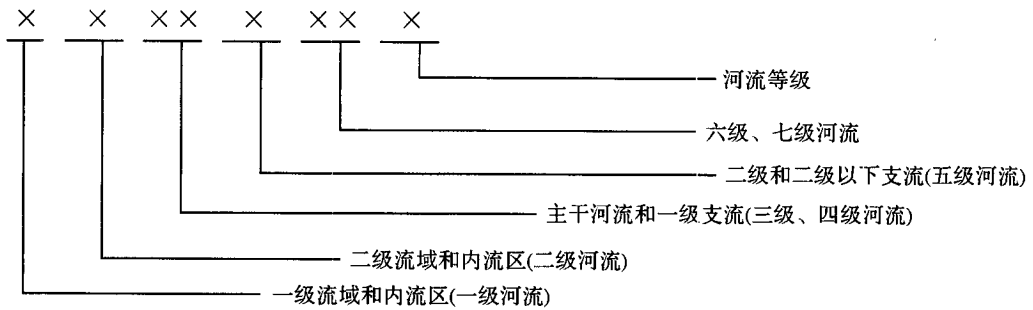 × × ×× × ×× ×
河流等级
六级、七级河流
二级和二级以下支流(五级河流)
主干河流和一级支流(三级、四级河流)
二级流域和内流区(二级河流)
一级流域和内流区(一级河流)